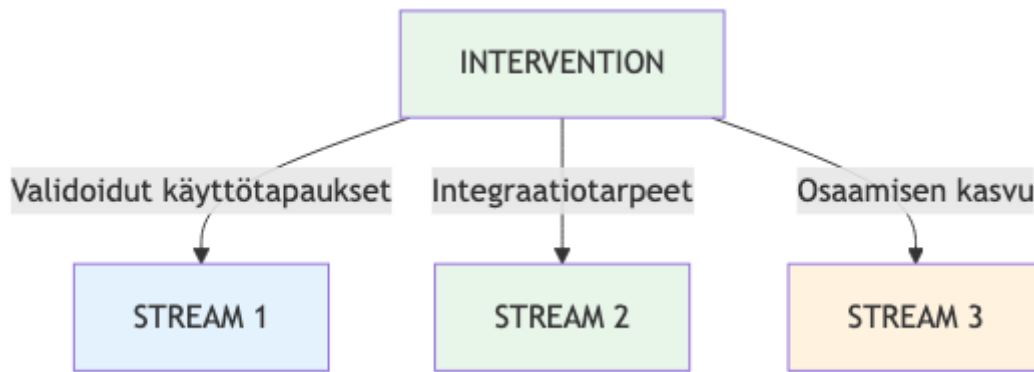 INTERVENTION
Validoidut käyttötapaukset
Integraatiotarpeet
Osaamisen kasvu
STREAM 1
STREAM 2
STREAM 3